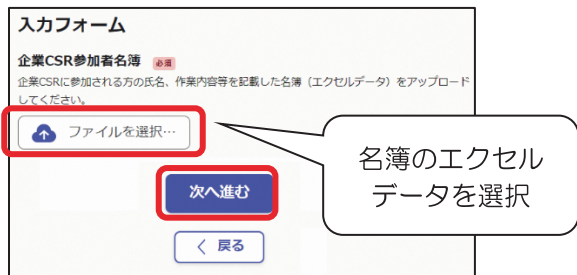 入力フォーム
企業CSR参加者名簿 必須
企業CSRに参加される方の氏名、作業内容等を記載した名簿（エクセルデータ）をアップロード
してください。
ファイルを選択…
名簿のエクセル
データを選択
次へ進む
戻る